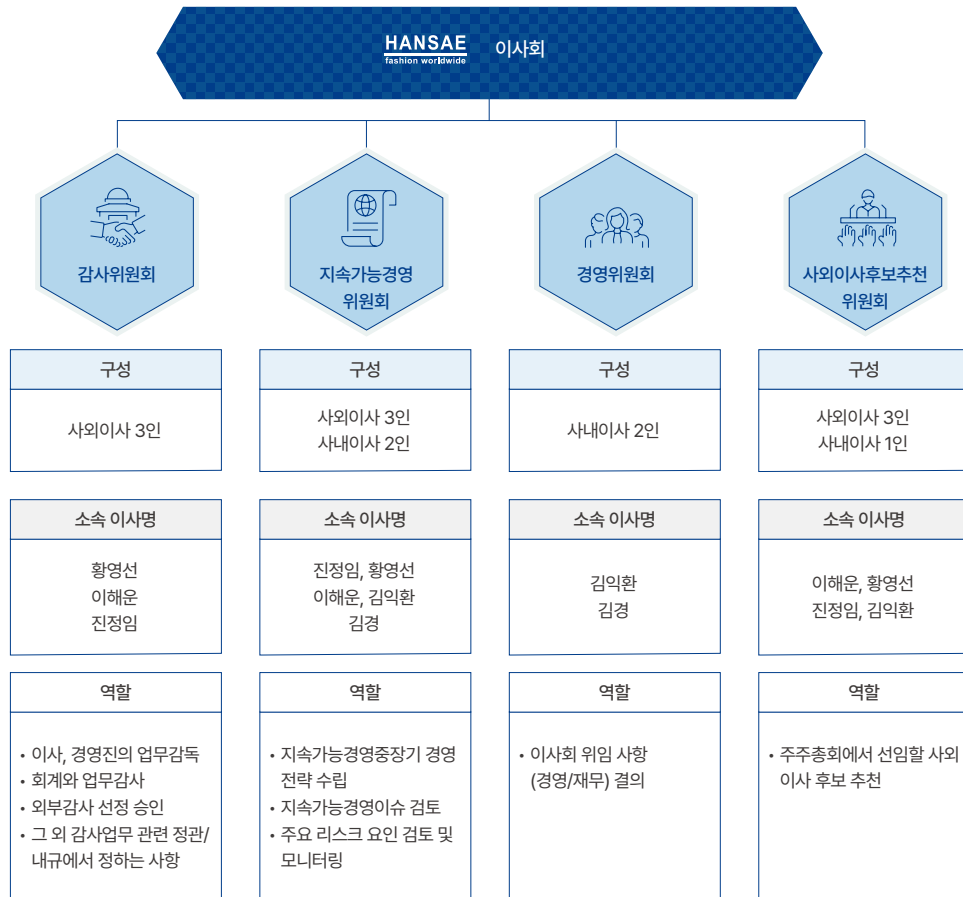 HANSAE
fashion worldwide
이사회
감사위원회
지속가능경영
위원회
경영위원회
사외이사후보추천
위원회
구성
사외이사 3인
구성
사외이사 3인
사내이사 2인
구성
사내이사 2인
구성
사외이사 3인
사내이사 1인
소속 이사명
황영선
이해운
진정임
소속 이사명
진정임, 황영선
이해운, 김익환
김경
소속 이사명
김익환
김경
소속 이사명
이해운, 황영선
진정임, 김익환
역할
• 이사, 경영진의 업무감독
• 회계와 업무감사
• 외부감사 선정 승인
• 그 외 감사업무 관련 정관/
내규에서 정하는 사항
역할
• 지속가능경영중장기 경영
전략 수립
• 지속가능경영이슈 검토
• 주요 리스크 요인 검토 및
모니터링
역할
• 이사회 위임 사항
(경영/재무) 결의
역할
• 주주총회에서 선임할 사외
이사 후보 추천